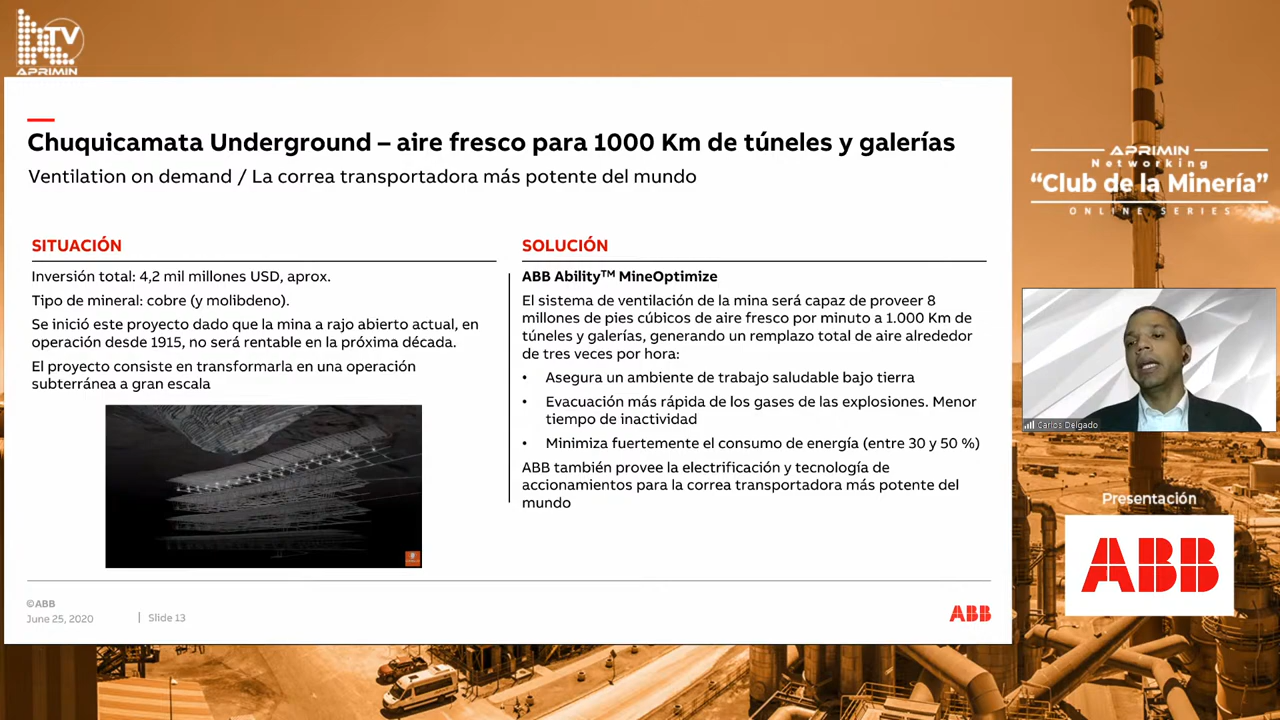 TV
APRIMIN
Chuquicamata Underground – aire fresco para 1000 Km de túneles y galerías
Ventilation on demand / La correa transportadora más potente del mundo
SITUACIÓN
Inversión total: 4,2 mil millones USD, aprox.
Tipo de mineral: cobre (y molibdeno).
Se inició este proyecto dado que la mina a rajo abierto actual, en
operación desde 1915, no será rentable en la próxima década.
El proyecto consiste en transformarla en una operación
subterránea a gran escala
SOLUCIÓN
ABB Ability™ MineOptimize
El sistema de ventilación de la mina será capaz de proveer 8
millones de pies cúbicos de aire fresco por minuto a 1.000 Km de
túneles y galerías, generando un remplazo total de aire alrededor
de tres veces por hora:
• Asegura un ambiente de trabajo saludable bajo tierra
• Evacuación más rápida de los gases de las explosiones. Menor
tiempo de inactividad
• Minimiza fuertemente el consumo de energía (entre 30 y 50 %)
ABB también provee la electrificación y tecnología de
accionamientos para la correa transportadora más potente del
mundo
©ABB
June 25, 2020
Slide 13
ABB
APRIMIN
Networking
“Club de la Minería”
ONLINE SERIES
Carlos Delgado
Presentación
ABB